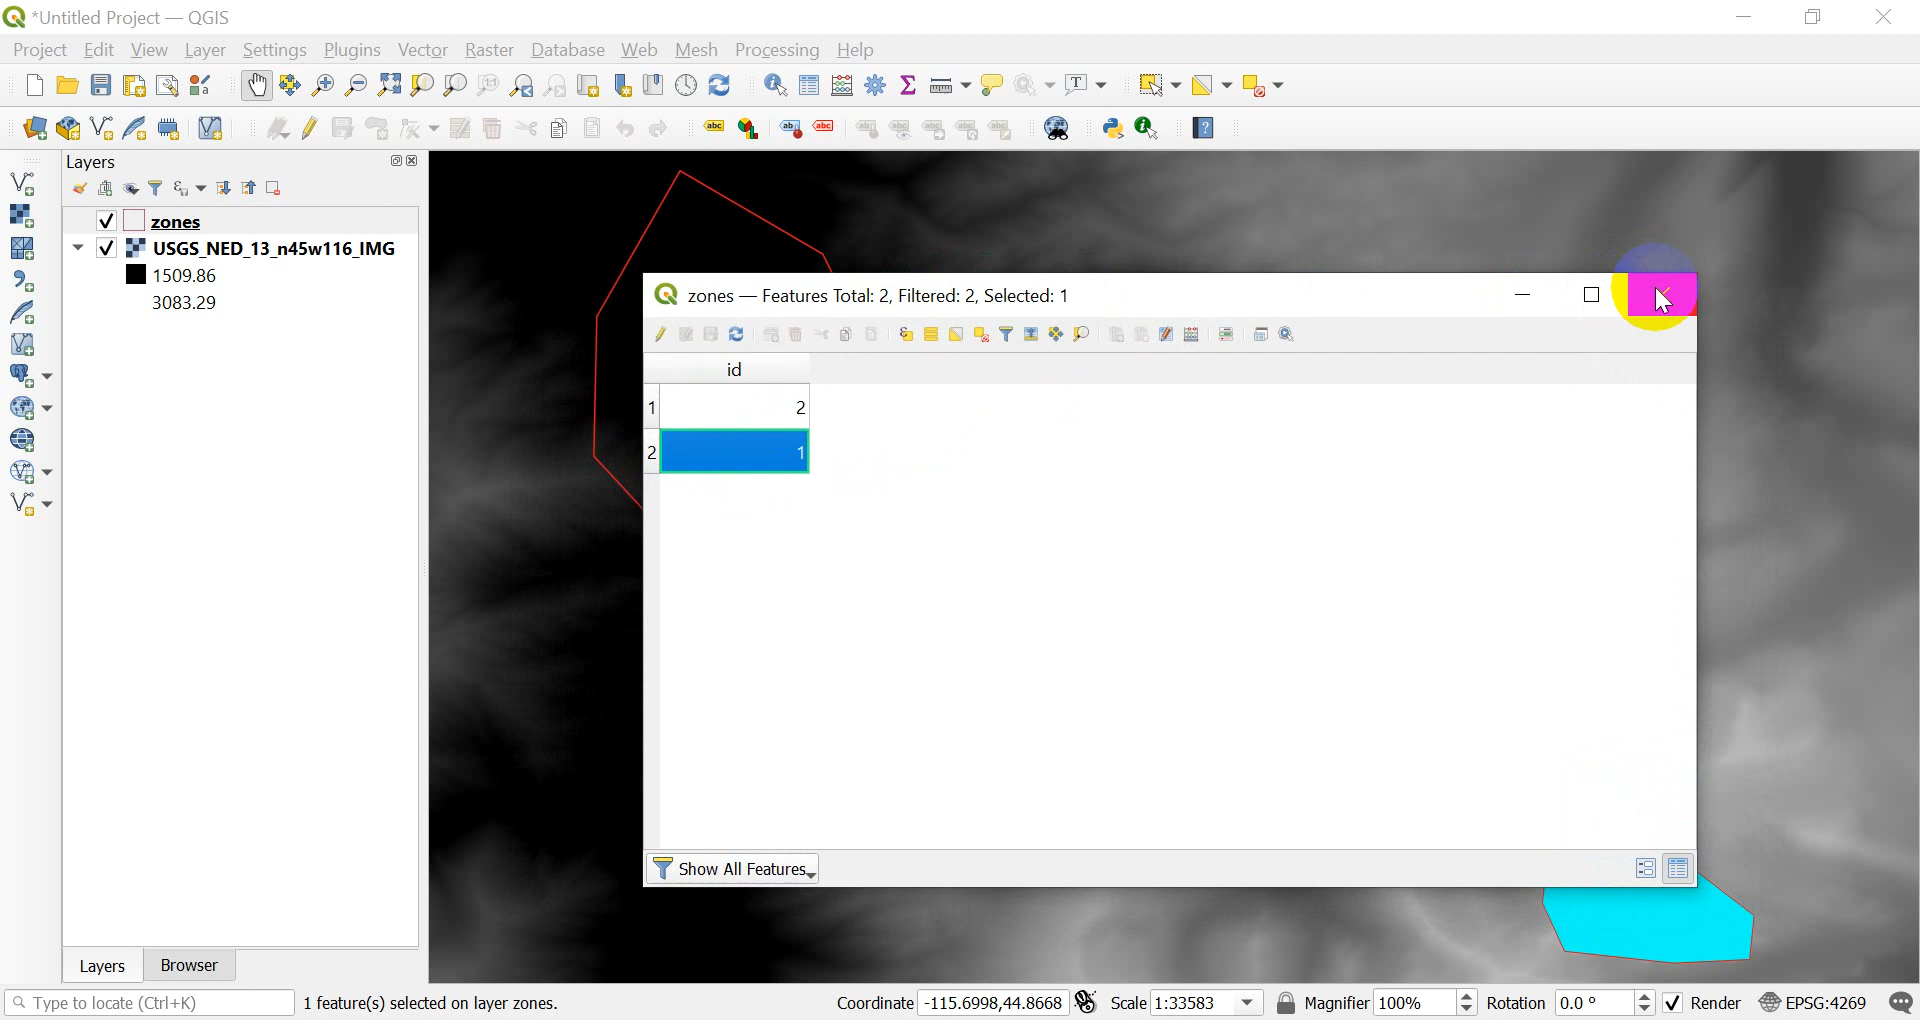 *Untitled Project — QGIS
Project Edit View Layer Settings Plugins Vector Raster Database Web Mesh Processing Help
Layers
zones
USGS_NED_13_n45w116_IMG
1509.86
3083.29
zones — Features Total: 2, Filtered: 2, Selected: 1
id
1 2
2 1
Show All Features
Layers Browser
Type to locate (Ctrl+K) 1 feature(s) selected on layer zones. Coordinate -115.6998,44.8668 Scale 1:33583 Magnifier 100% Rotation 0.0 ° Render EPSG:4269